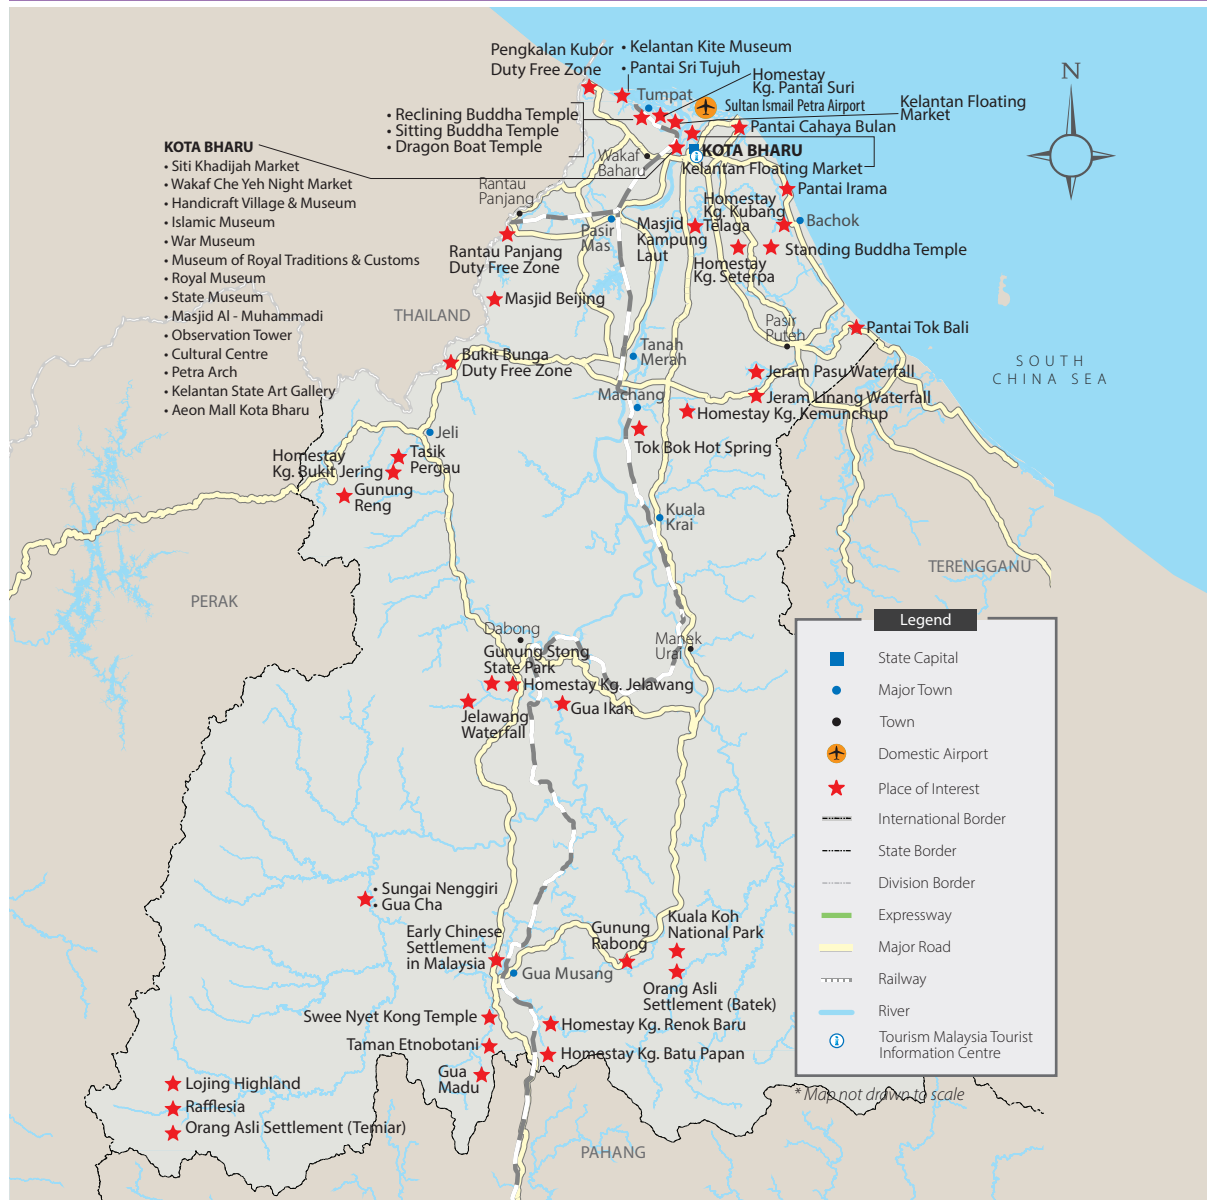 Pengkalan Kubor
Duty Free Zone
• Kelantan Kite Museum
• Pantai Sri Tujuh
Homestay
Kg. Pantai Suri
N
Tumpat
Sultan Ismail Petra Airport
Kelantan Floating
Market
• Reclining Buddha Temple
• Sitting Buddha Temple
• Dragon Boat Temple
Pantai Cahaya Bulan
KOTA BHARU
• Siti Khadijah Market
• Wakaf Che Yeh Night Market
• Handicraft Village & Museum
• Islamic Museum
• War Museum
• Museum of Royal Traditions & Customs
• Royal Museum
• State Museum
• Masjid Al - Muhammadi
• Observation Tower
• Cultural Centre
• Petra Arch
• Kelantan State Art Gallery
• Aeon Mall Kota Bharu
Wakaf
Baharu
KOTA BHARU
Kelantan Floating Market
Rantau
Panjang
Pantai Irama
Homestay
Kg. Kubang
Telaga
Bachok
Pasir
Mas
Masjid
Kampung
Laut
Rantau Panjang
Duty Free Zone
Standing Buddha Temple
Homestay
Kg. Seterpa
Masjid Beijing
THAILAND
Pasir
Puteh
Pantai Tok Bali
SOUTH
CHINA SEA
Tanah
Merah
Bukit Bunga
Duty Free Zone
Jeram Pasu Waterfall
Machang
Jeram Linang Waterfall
Homestay Kg. Kemunchup
Jeli
Tok Bok Hot Spring
Homestay
Kg. Bukit Jering
Tasik
Pergau
Gunung
Reng
Kuala
Krai
TERENGGANU
PERAK
Dabong
Manek
Urai
Gunung Stong
State Park
Homestay Kg. Jelawang
Gua Ikan
Jelawang
Waterfall
Legend
State Capital
Major Town
Town
Domestic Airport
Place of Interest
International Border
State Border
Division Border
Expressway
Major Road
Railway
River
Tourism Malaysia Tourist
Information Centre
* Map not drawn to scale
• Sungai Nenggiri
• Gua Cha
Early Chinese
Settlement
in Malaysia
Gunung
Rabong
Kuala Koh
National Park
Gua Musang
Orang Asli
Settlement (Batek)
Swee Nyet Kong Temple
Homestay Kg. Renok Baru
Taman Etnobotani
Homestay Kg. Batu Papan
Gua
Madu
Lojing Highland
Rafflesia
Orang Asli Settlement (Temiar)
PAHANG